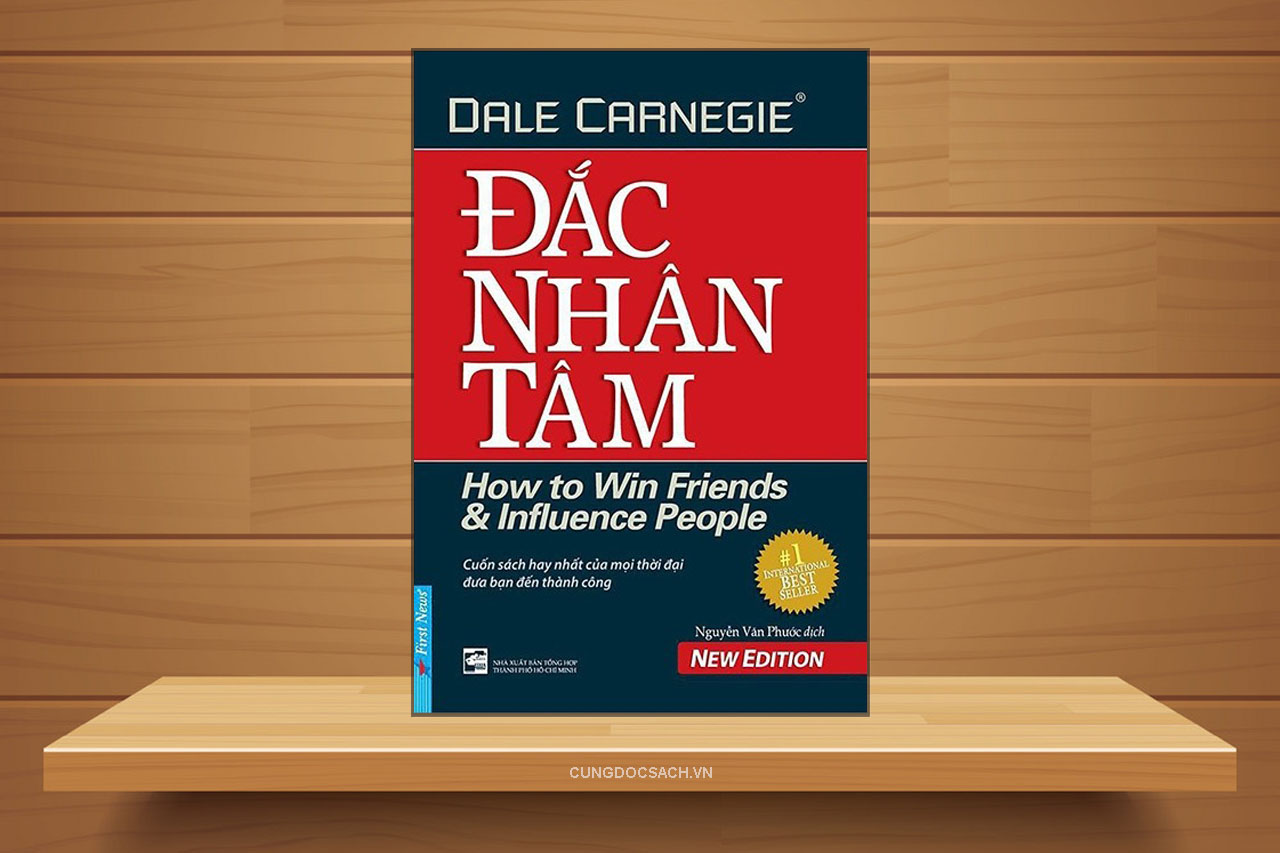 DALE CARNEGIE®
ĐẮC
NHÂN
TÂM
How to Win Friends
& Influence People
Cuốn sách hay nhất của mọi thời đại
đưa bạn đến thành công
#1
INTERNATIONAL
BEST
SELLER
Nguyễn Văn Phước dịch
NEW EDITION
First News
NHÀ XUẤT BẢN TỔNG HỢP
THÀNH PHỐ HỒ CHÍ MINH
CUNGDOCSACH.VN